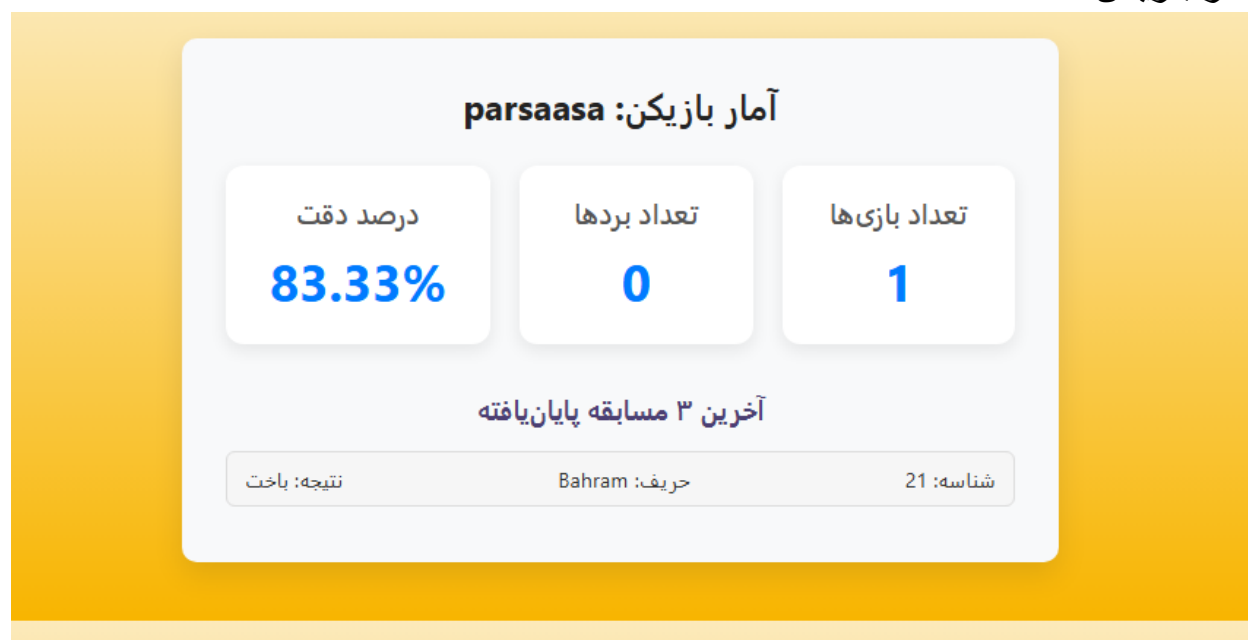 آمار بازیکن: parsaasa
تعداد بازی‌ها
1
تعداد بردها
0
درصد دقت
83.33%
آخرین ۳ مسابقه پایان‌یافته
شناسه: 21
حریف: Bahram
نتیجه: باخت